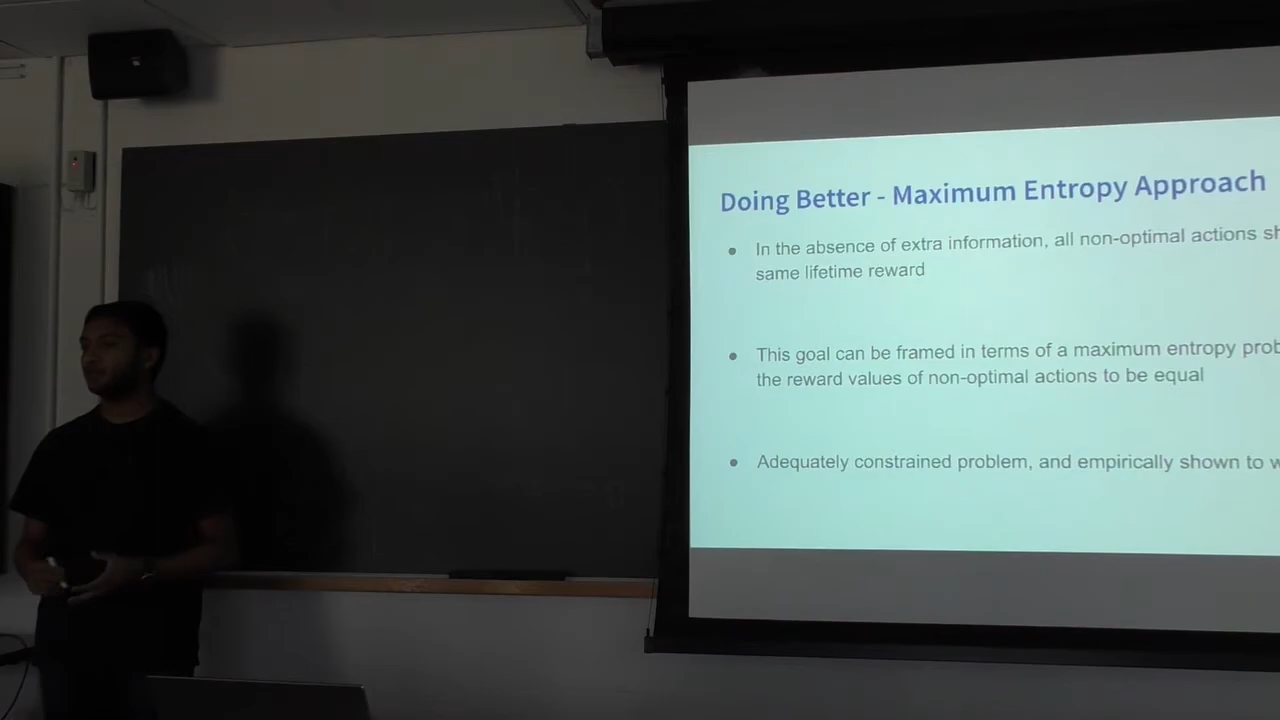 Doing Better - Maximum Entropy Approach
● In the absence of extra information, all non-optimal actions
same lifetime reward
● This goal can be framed in terms of a maximum entropy
the reward values of non-optimal actions to be equal
● Adequately constrained problem, and empirically shown to